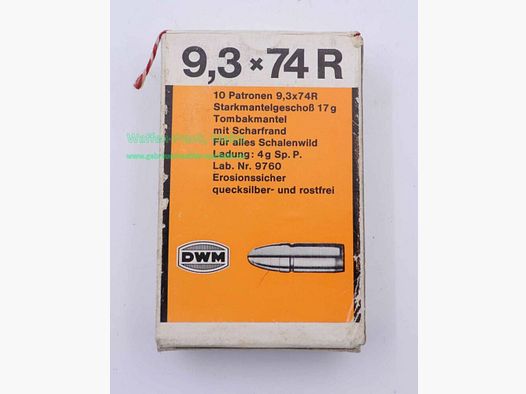 9,3 × 74 R
10 Patronen 9,3x74R
Starkmantelgeschoß 17g
Tombakmantel
mit Scharfrand
Für alles Schalenwild
Ladung: 4g Sp. P.
Lab. Nr. 9760
Erosionssicher
quecksilber- und rostfrei
DWM